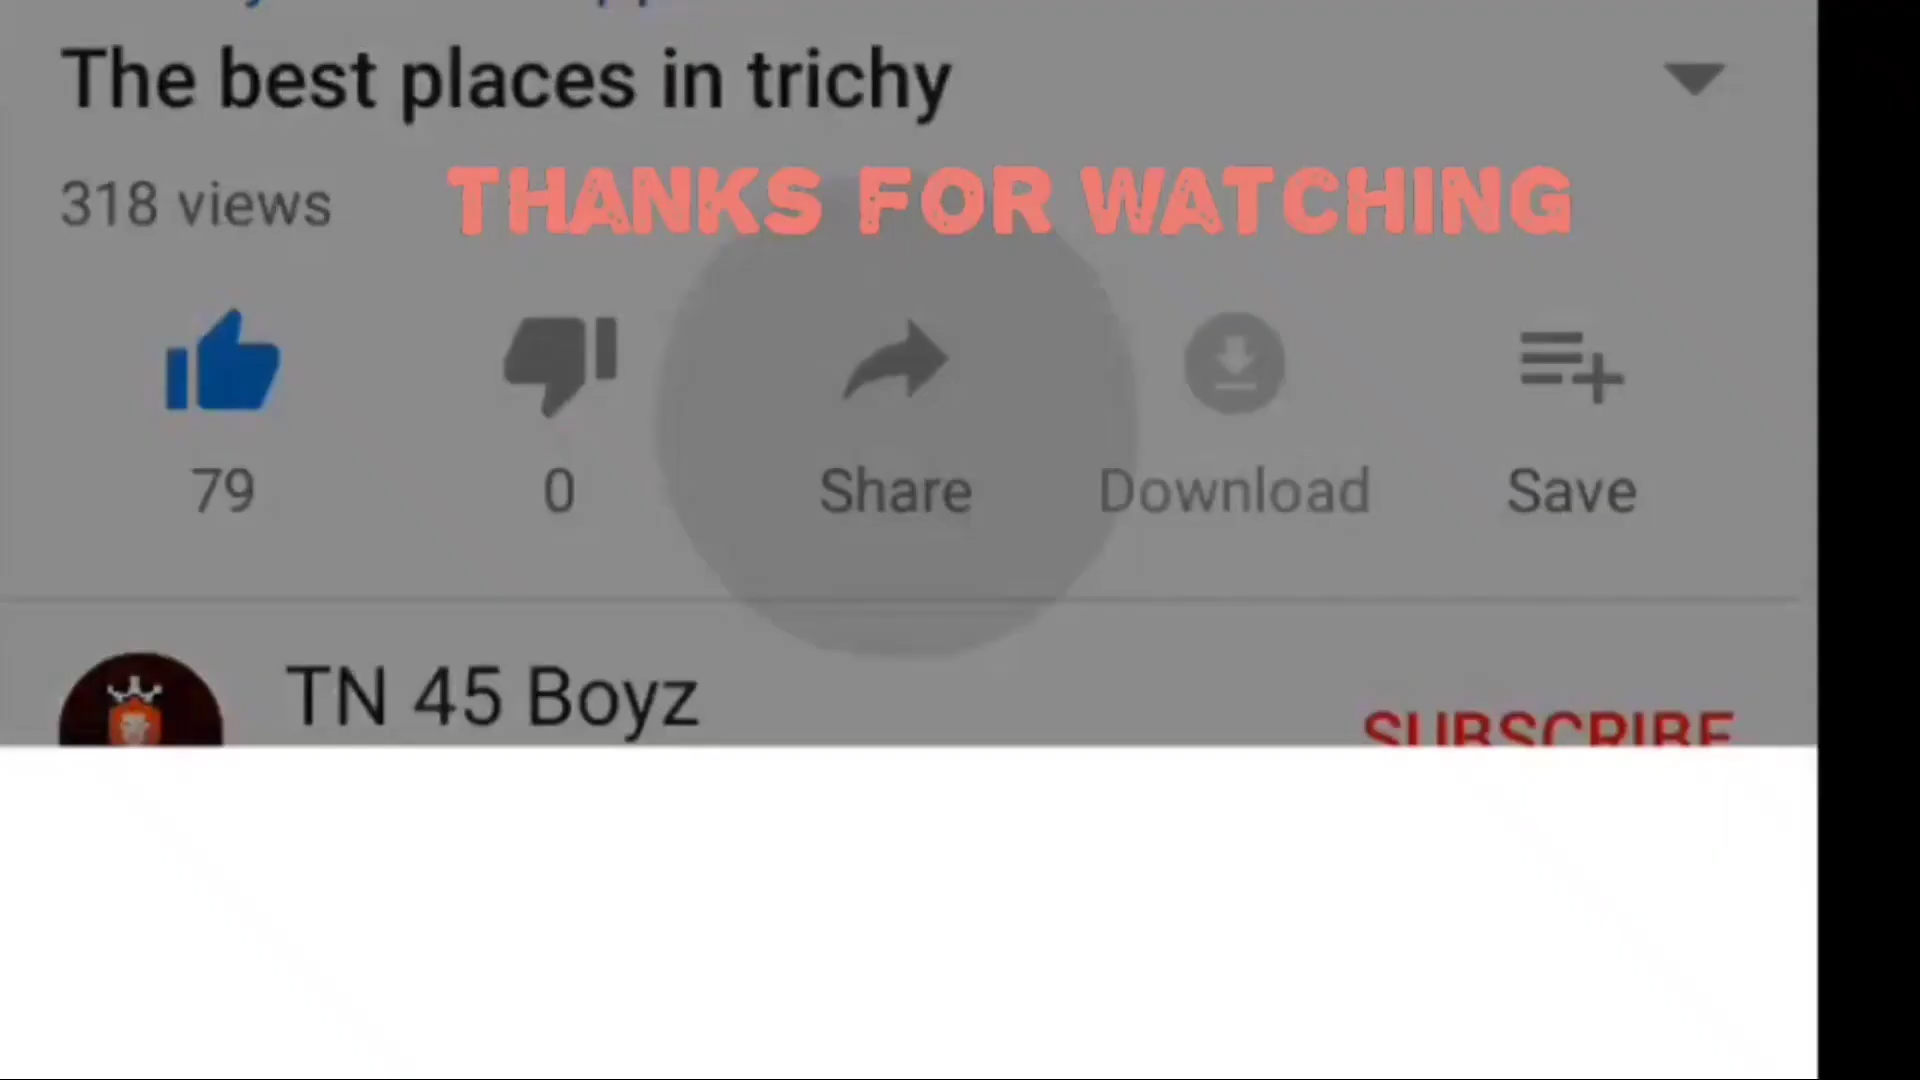 The best places in trichy
318 views
THANKS FOR WATCHING
79
0
Share
Download
Save
TN 45 Boyz
SUBSCRIBE